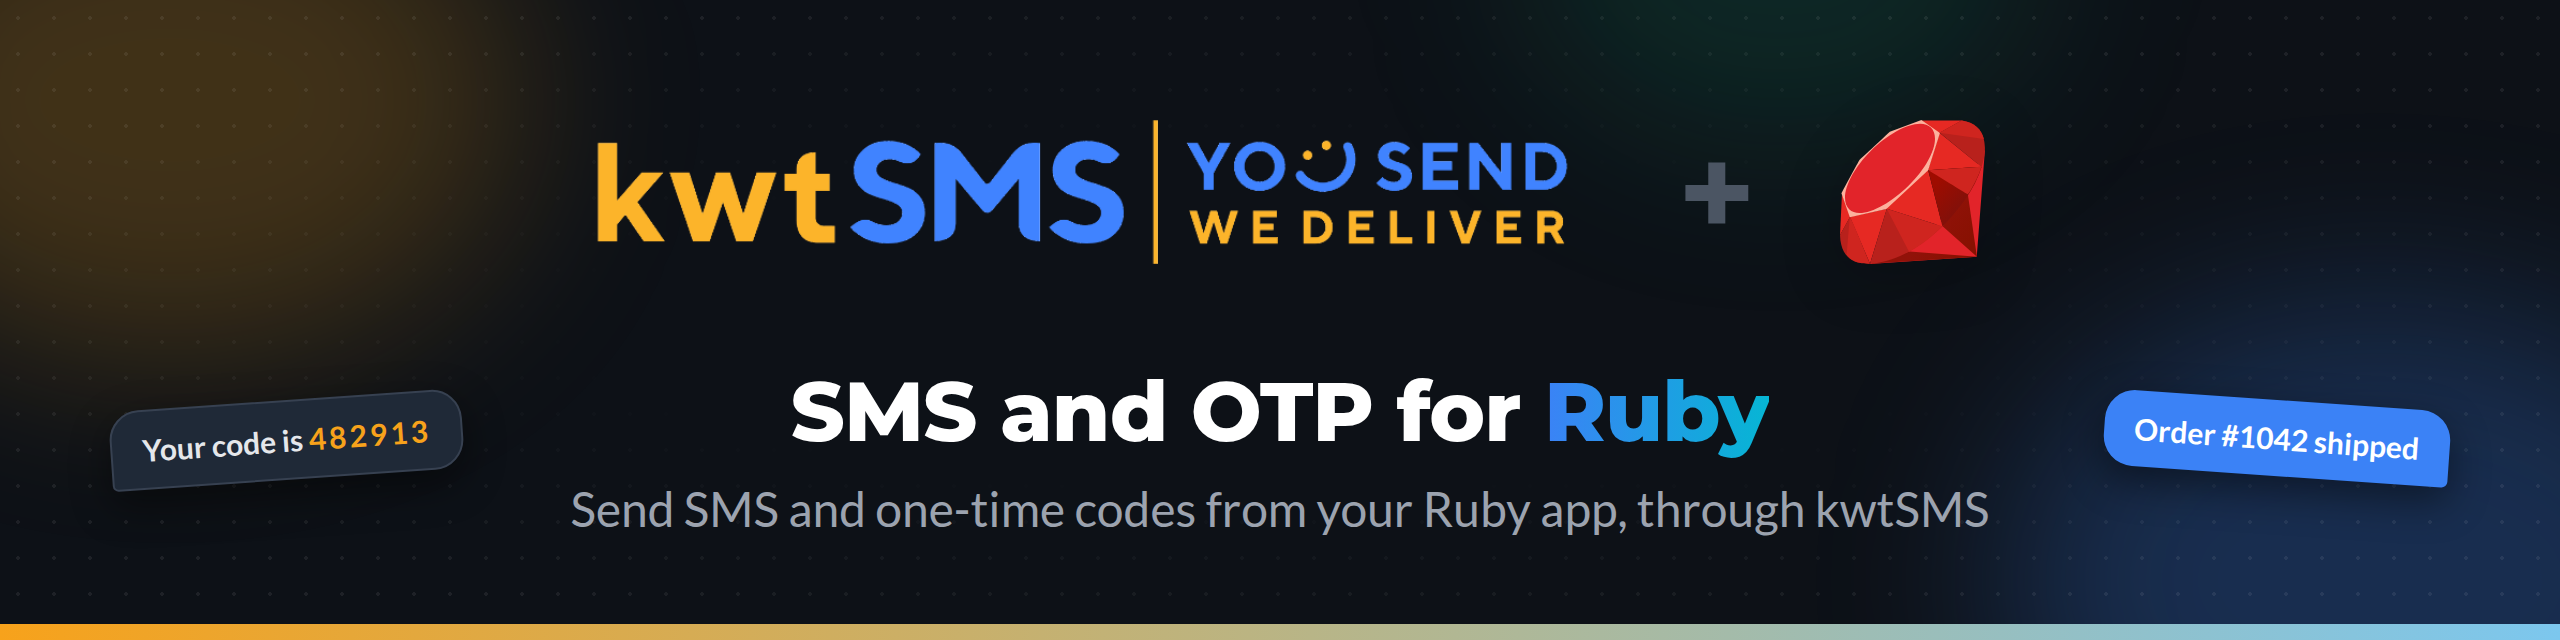 kwtSMS
YOU SEND
WE DELIVER
+
SMS and OTP for Ruby
Your code is 482913
Order #1042 shipped
Send SMS and one-time codes from your Ruby app, through kwtSMS